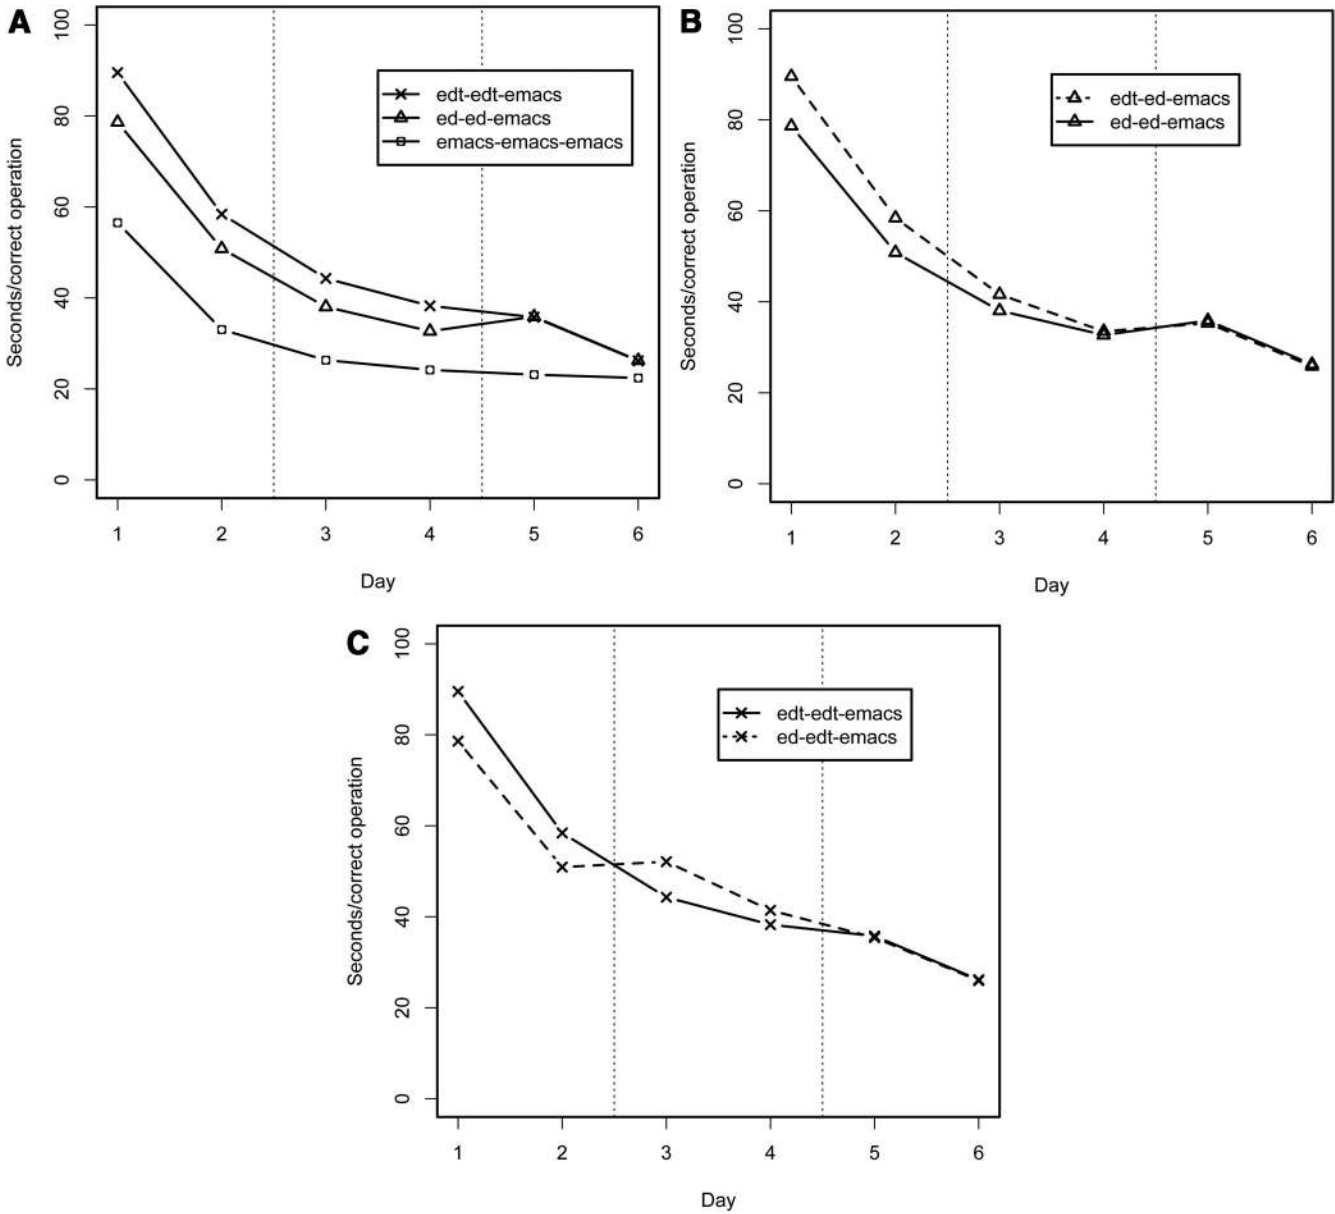 A
Seconds/correct operation
100
80
60
40
20
0
edt-edt-emacs
ed-ed-emacs
emacs-emacs-emacs
1 2 3 4 5 6
Day
B
Seconds/correct operation
100
80
60
40
20
0
edt-ed-emacs
ed-ed-emacs
1 2 3 4 5 6
Day
C
Seconds/correct operation
100
80
60
40
20
0
edt-edt-emacs
ed-edt-emacs
1 2 3 4 5 6
Day